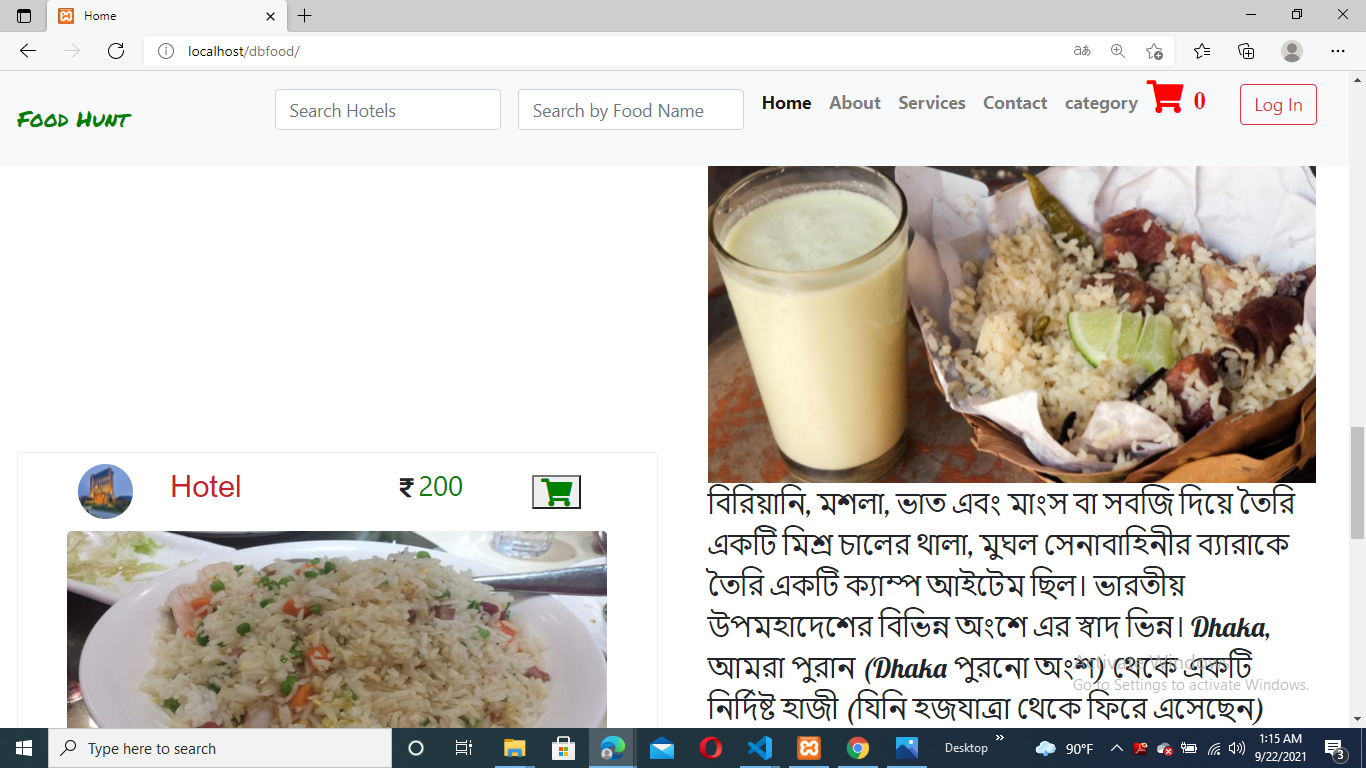 Home
localhost/dbfood/
Food Hunt
Search Hotels
Search by Food Name
Home
About
Services
Contact
category
0
Log In
Hotel
₹ 200
বিরিয়ানি, মশলা, ভাত এবং মাংস বা সবজি দিয়ে তৈরি
একটি মিশ্র চালের থালা, মুঘল সেনাবাহিনীর ব্যারাকে
তৈরি একটি ক্যাম্প আইটেম ছিল। ভারতীয়
উপমহাদেশের বিভিন্ন অংশে এর স্বাদ ভিন্ন। Dhaka,
আমরা পুরান (Dhaka পুরনো অংশ) থেকে একটি
নির্দিষ্ট হাজী (যিনি হজযাত্রা থেকে ফিরে এসেছেন)
Activate Windows
Go to Settings to activate Windows.
Type here to search
Desktop
90°F
1:15 AM
9/22/2021
3